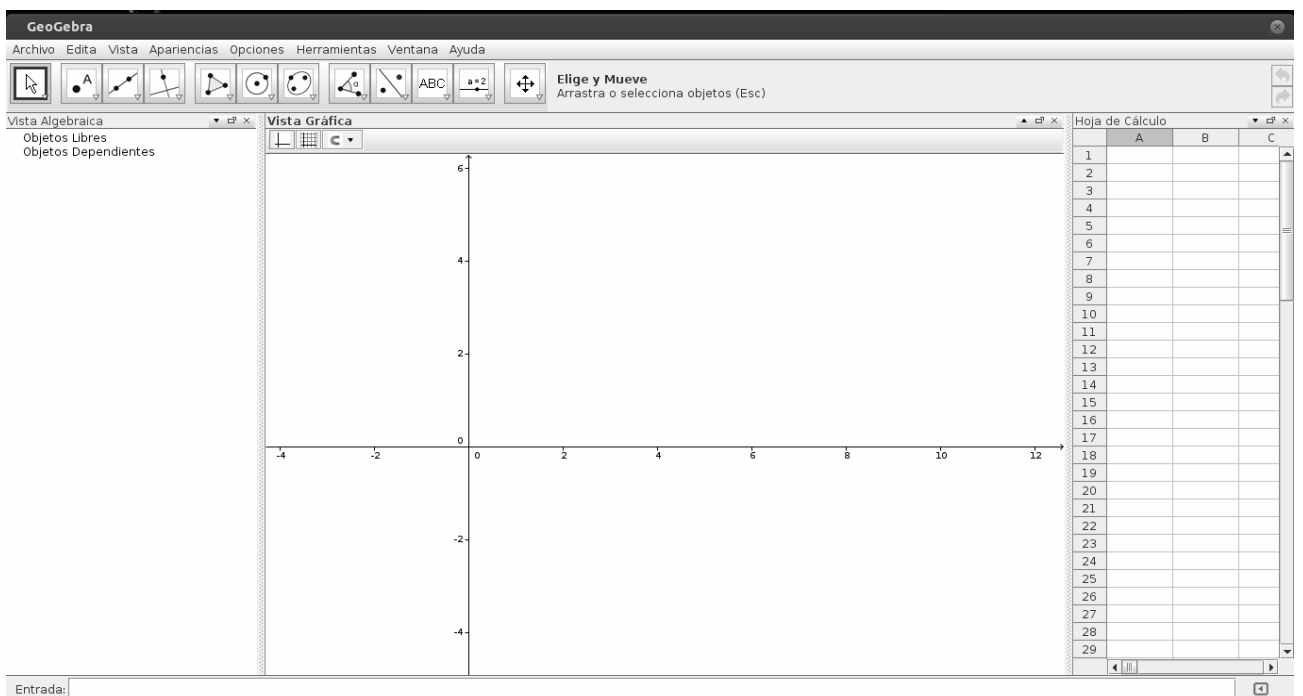 GeoGebra
Archivo Edita Vista Apariencias Opciones Herramientas Ventana Ayuda
A
α
ABC
a=2
Elige y Mueve
Arrastra o selecciona objetos (Esc)
Vista Algebraica
Objetos Libres
Objetos Dependientes
Vista Gráfica
6
4
2
0
-4 -2 0 2 4 6 8 10 12
-2
-4
Hoja de Cálculo
A B C
1
2
3
4
5
6
7
8
9
10
11
12
13
14
15
16
17
18
19
20
21
22
23
24
25
26
27
28
29
Entrada: